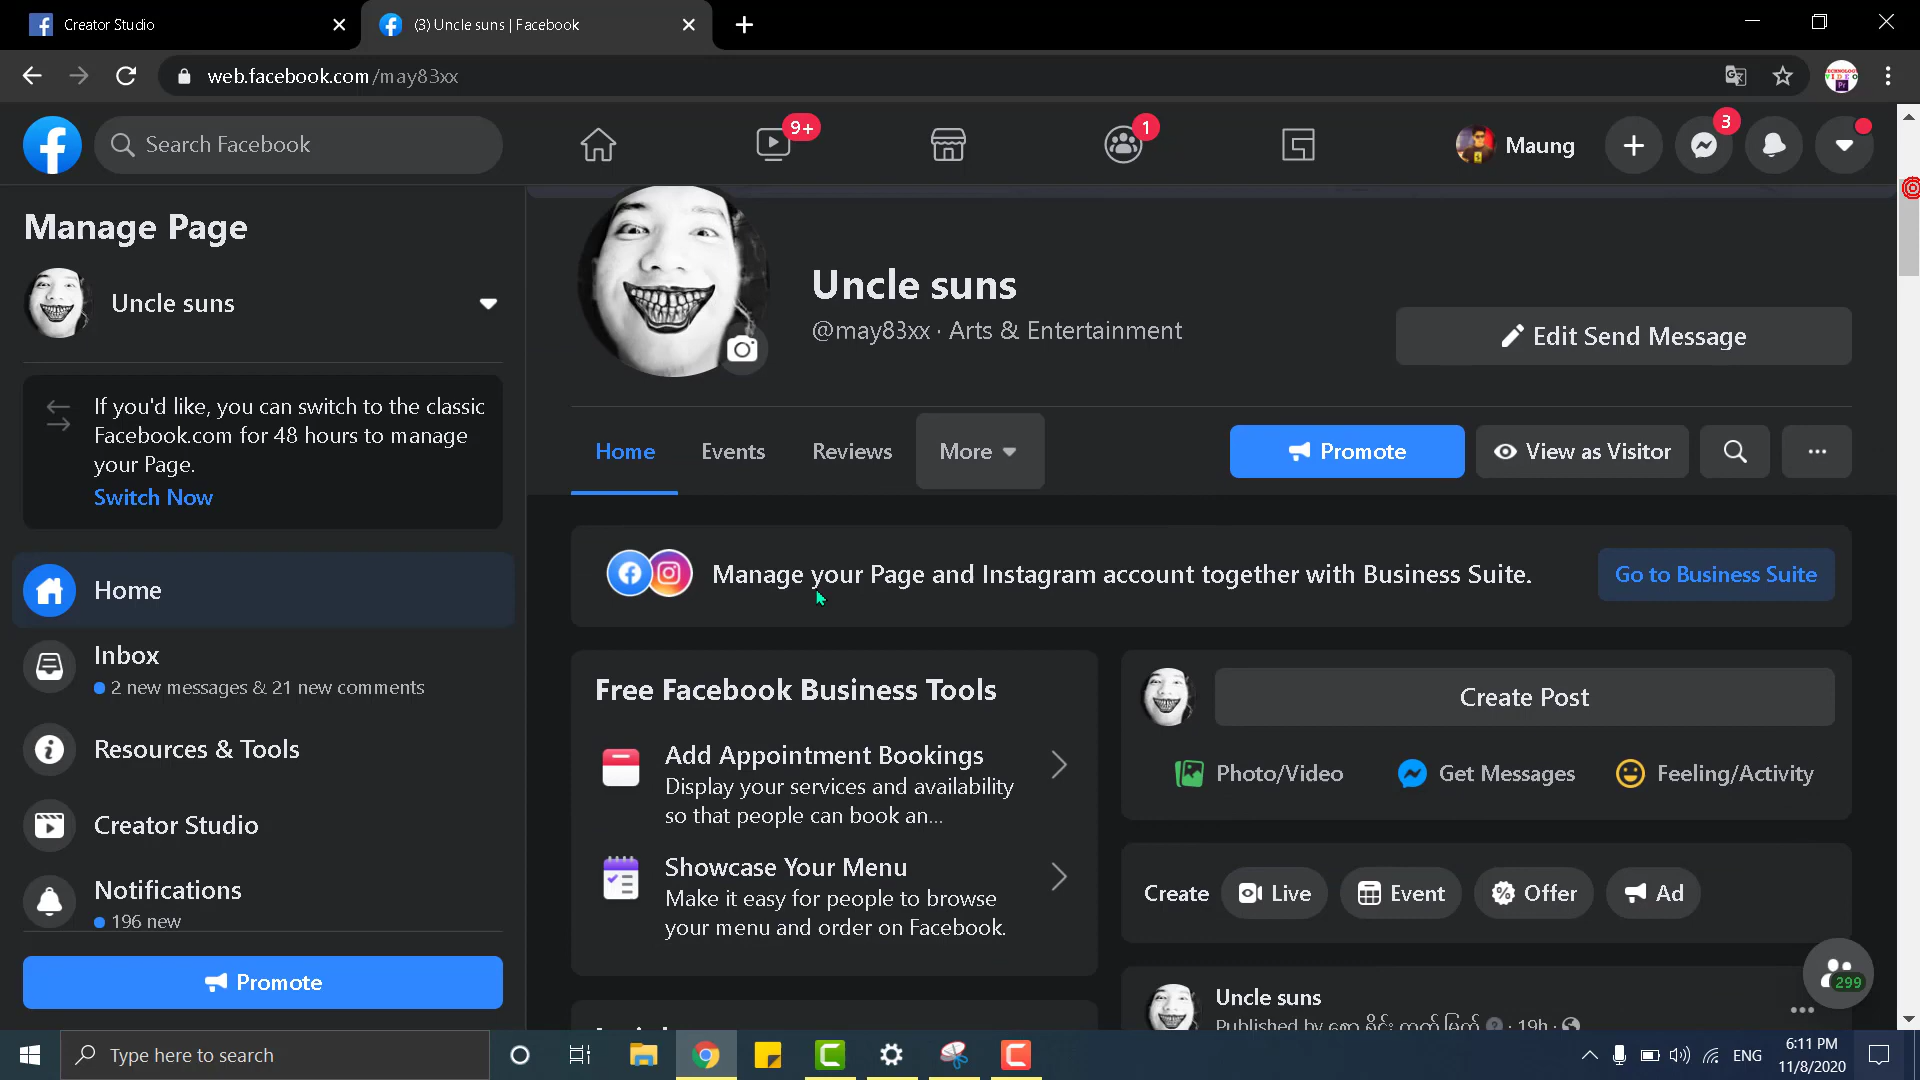 Creator Studio
(3) Uncle suns | Facebook
web.facebook.com/may83xx
Search Facebook
9+
1
Maung
3
Manage Page
Uncle suns
If you'd like, you can switch to the classic
Facebook.com for 48 hours to manage
your Page.
Switch Now
Home
Inbox
2 new messages & 21 new comments
Resources & Tools
Creator Studio
Notifications
196 new
Promote
Uncle suns
@may83xx · Arts & Entertainment
Edit Send Message
Home Events Reviews More
Promote
View as Visitor
Manage your Page and Instagram account together with Business Suite.
Go to Business Suite
Free Facebook Business Tools
Add Appointment Bookings
Display your services and availability
so that people can book an...
Showcase Your Menu
Make it easy for people to browse
your menu and order on Facebook.
Create Post
Photo/Video
Get Messages
Feeling/Activity
Create Live Event Offer Ad
Uncle suns
Published by
· 19h ·
299
Type here to search
ENG
6:11 PM
11/8/2020